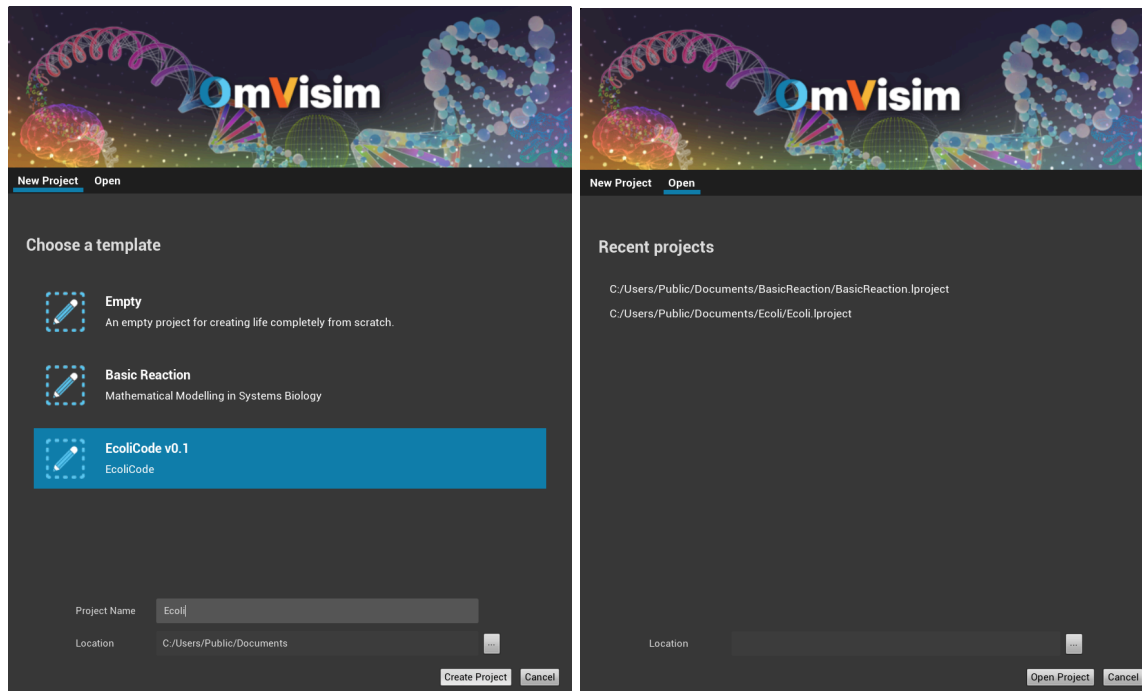 OmVisim
New Project Open
Choose a template
Empty
An empty project for creating life completely from scratch.
Basic Reaction
Mathematical Modelling in Systems Biology
EcoliCode v0.1
EcoliCode
Project Name Ecoli
Location C:/Users/Public/Documents ...
Create Project Cancel
OmVisim
New Project Open
Recent projects
C:/Users/Public/Documents/BasicReaction/BasicReaction.lproject
C:/Users/Public/Documents/Ecoli/Ecoli.lproject
Location ...
Open Project Cancel